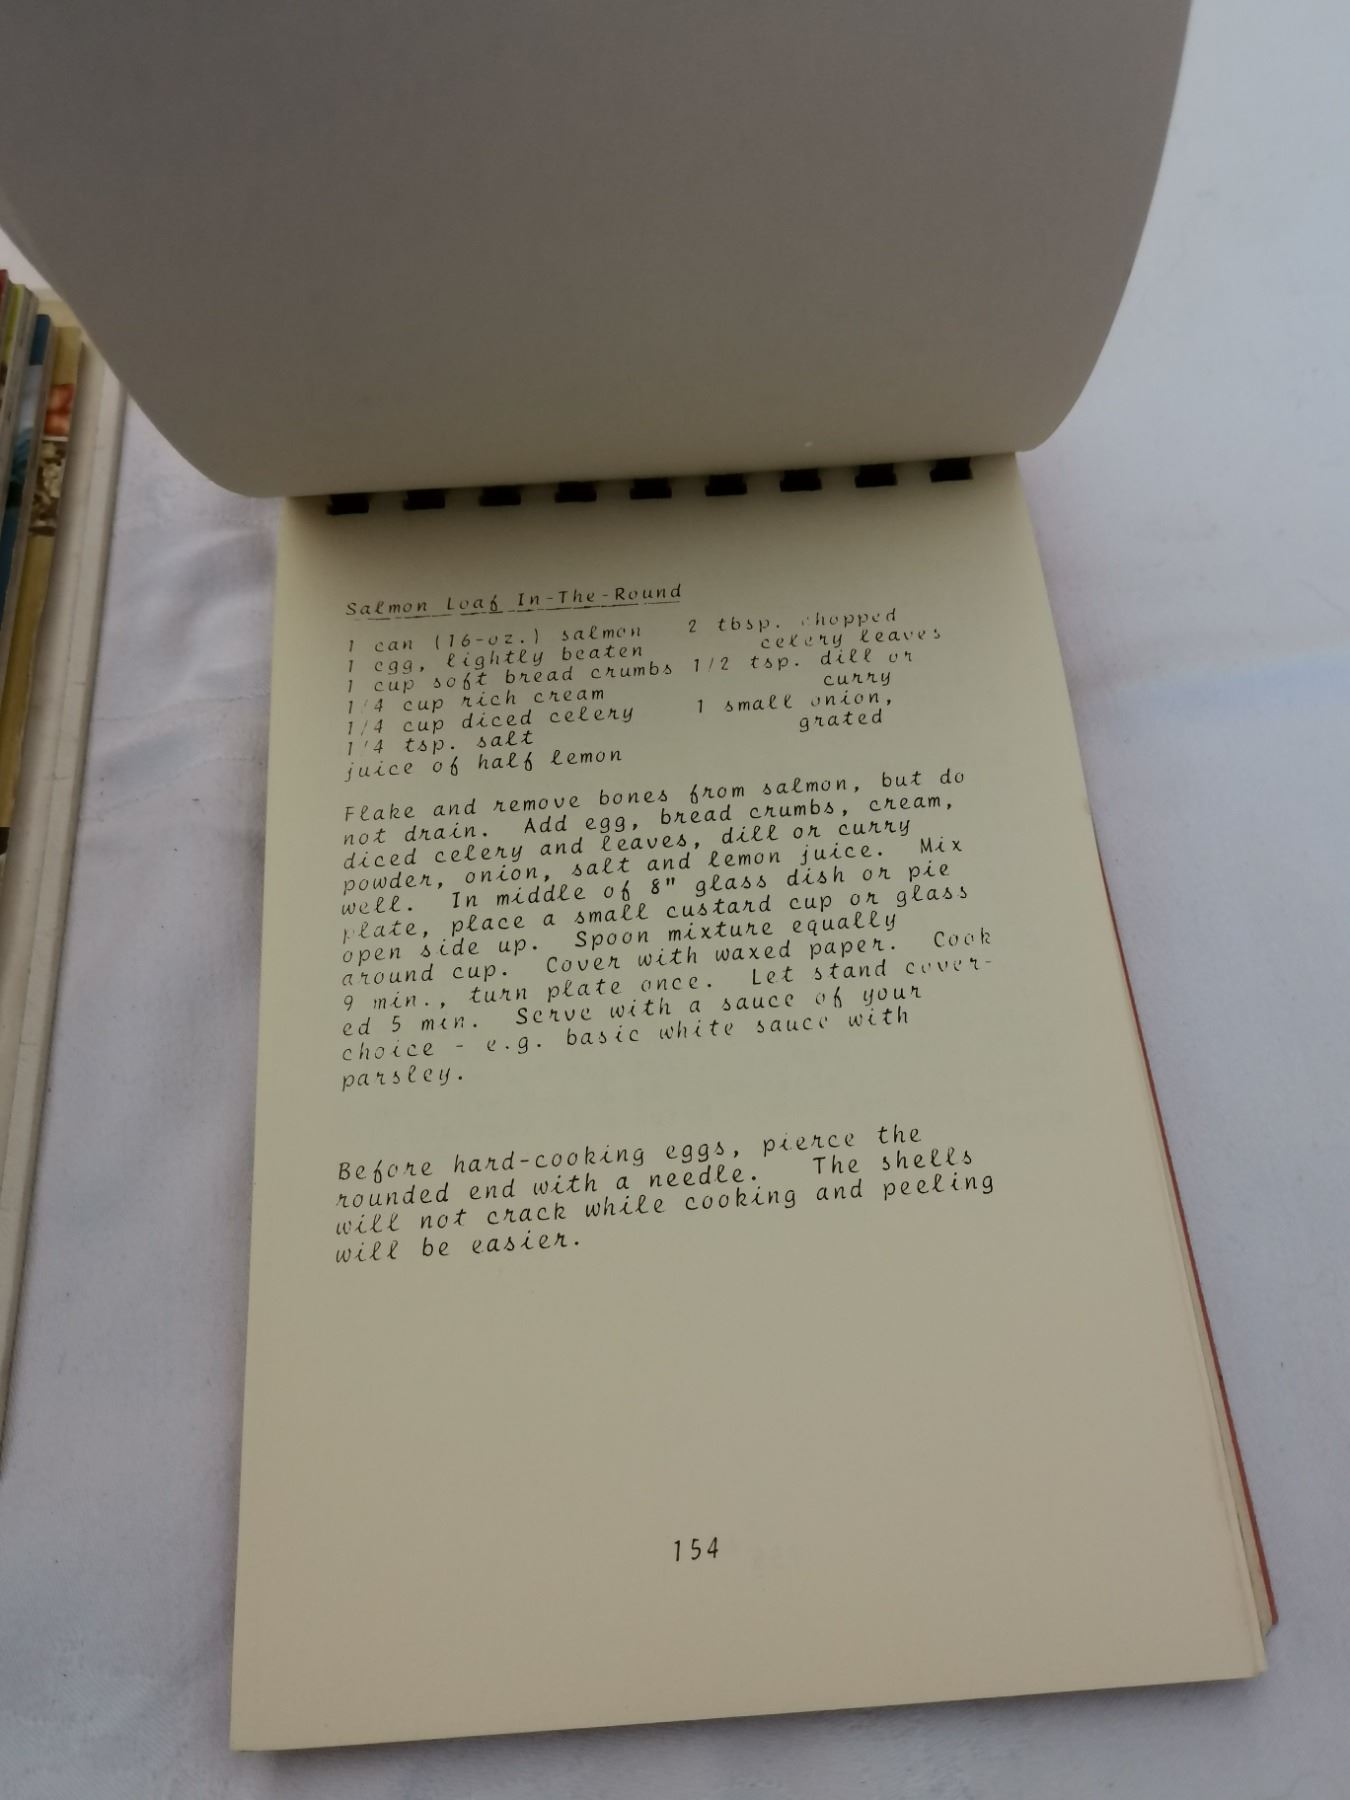 Salmon Loaf In-The-Round
1 can (16-oz.) salmon
1 egg, lightly beaten
1 cup soft bread crumbs
1/4 cup rich cream
1/4 cup diced celery
1/4 tsp. salt
juice of half lemon
2 tbsp. chopped
celery leaves
1/2 tsp. dill or
curry
1 small onion,
grated
Flake and remove bones from salmon, but do
not drain. Add egg, bread crumbs, cream,
diced celery and leaves, dill or curry
powder, onion, salt and lemon juice. Mix
well. In middle of 8" glass dish or pie
plate, place a small custard cup or glass
open side up. Spoon mixture equally
around cup. Cover with waxed paper. Cook
9 min., turn plate once. Let stand cover-
ed 5 min. Serve with a sauce of your
choice - e.g. basic white sauce with
parsley.
Before hard-cooking eggs, pierce the
rounded end with a needle. The shells
will not crack while cooking and peeling
will be easier.
154